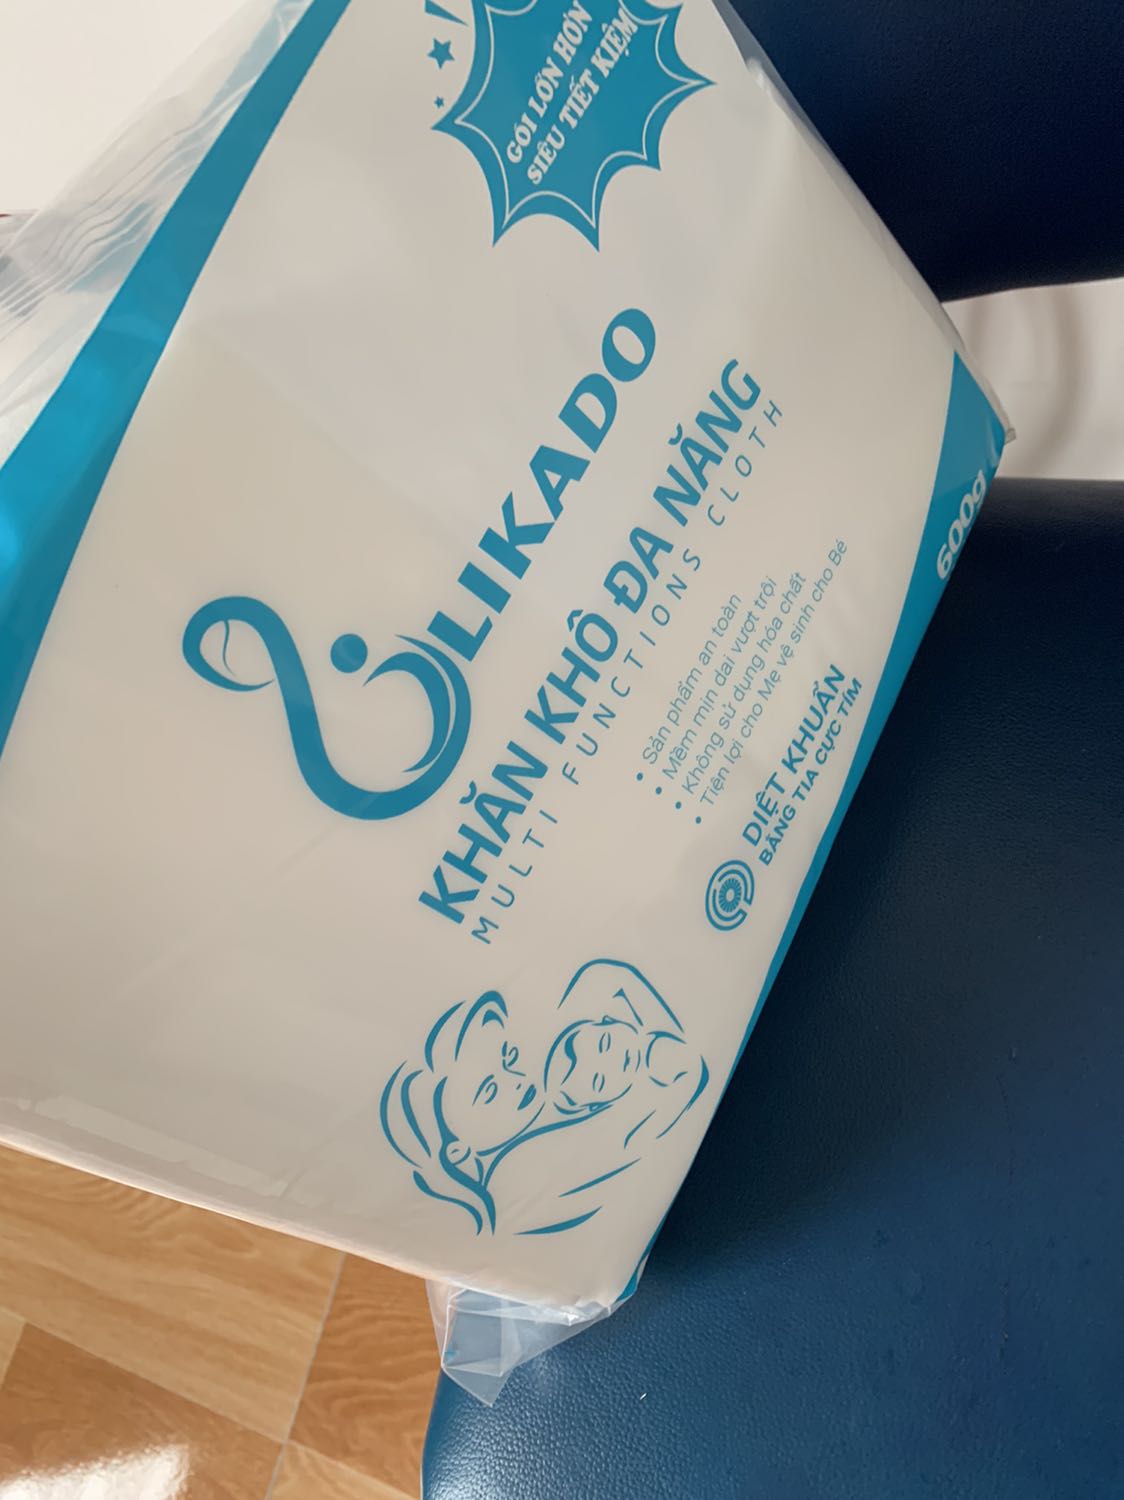 GÓI LỚN HƠN
SIÊU TIẾT KIỆM
LIKADO
KHĂN KHÔ ĐA NĂNG
MULTI FUNCTIONS CLOTH
• Sản phẩm an toàn
• Mềm mịn dai vượt trội
• Không sử dụng hóa chất
• Tiện lợi cho Mẹ vệ sinh cho Bé
DIỆT KHUẨN
BẰNG TIA CỰC TÍM
600g